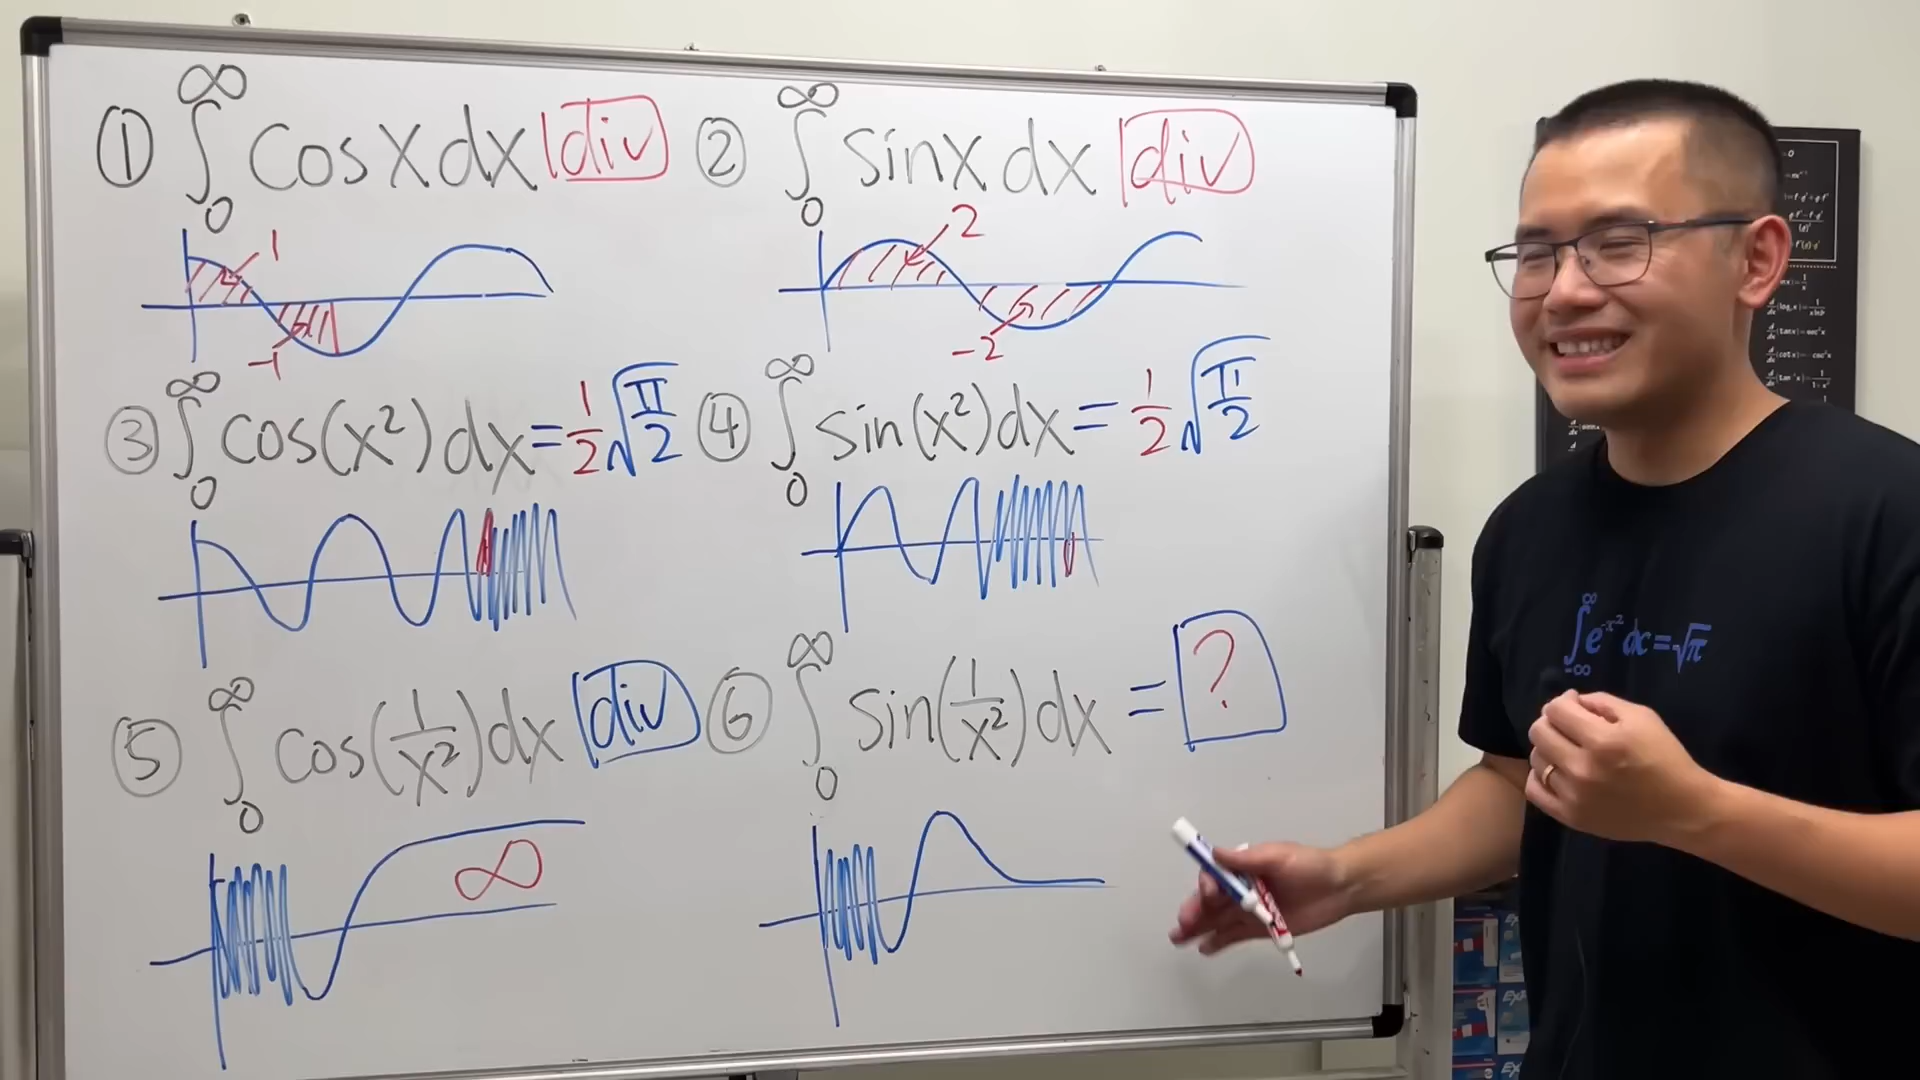 ① ∫₀^∞ cos x dx div
② ∫₀^∞ sin x dx div
1
-1
2
-2
③ ∫₀^∞ cos(x²) dx = 1/2 √(π/2)
④ ∫₀^∞ sin(x²) dx = 1/2 √(π/2)
⑤ ∫₀^∞ cos(1/x²) dx div
⑥ ∫₀^∞ sin(1/x²) dx = ?
∞
∫_{-∞}^∞ e^{-x²} dx = √π